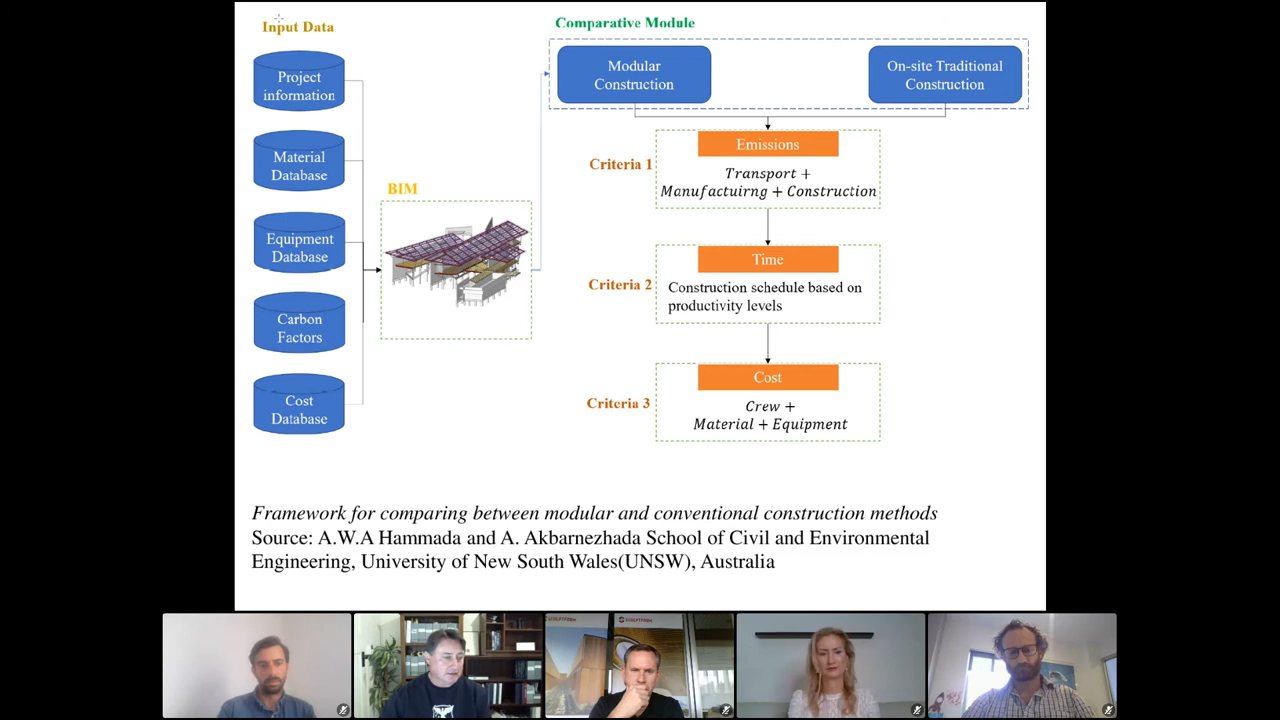 Input Data
Project
information
Material
Database
Equipment
Database
Carbon
Factors
Cost
Database
BIM
Comparative Module
Modular
Construction
On-site Traditional
Construction
Criteria 1
Emissions
Transport +
Manufactuirng + Construction
Criteria 2
Time
Construction schedule based on
productivity levels
Criteria 3
Cost
Crew +
Material + Equipment
Framework for comparing between modular and conventional construction methods
Source: A.W.A Hammada and A. Akbarnezhada School of Civil and Environmental
Engineering, University of New South Wales(UNSW), Australia
SCULPTFORM
SCULPTFORM